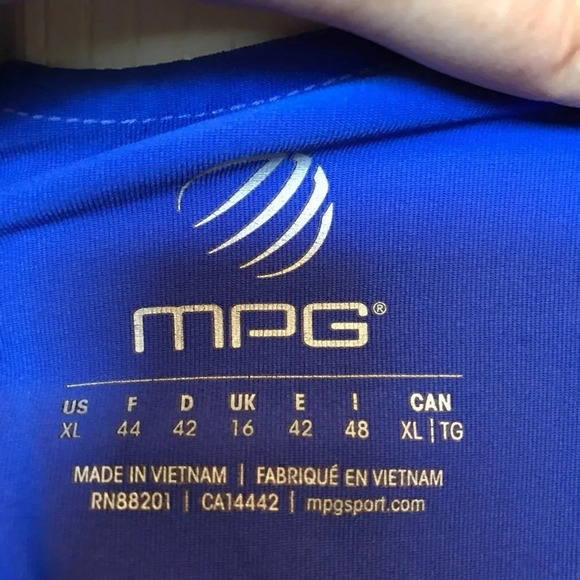 MPG®
US F D UK E I CAN
XL 44 42 16 42 48 XL | TG
MADE IN VIETNAM | FABRIQUÉ EN VIETNAM
RN88201 | CA14442 | mpgsport.com